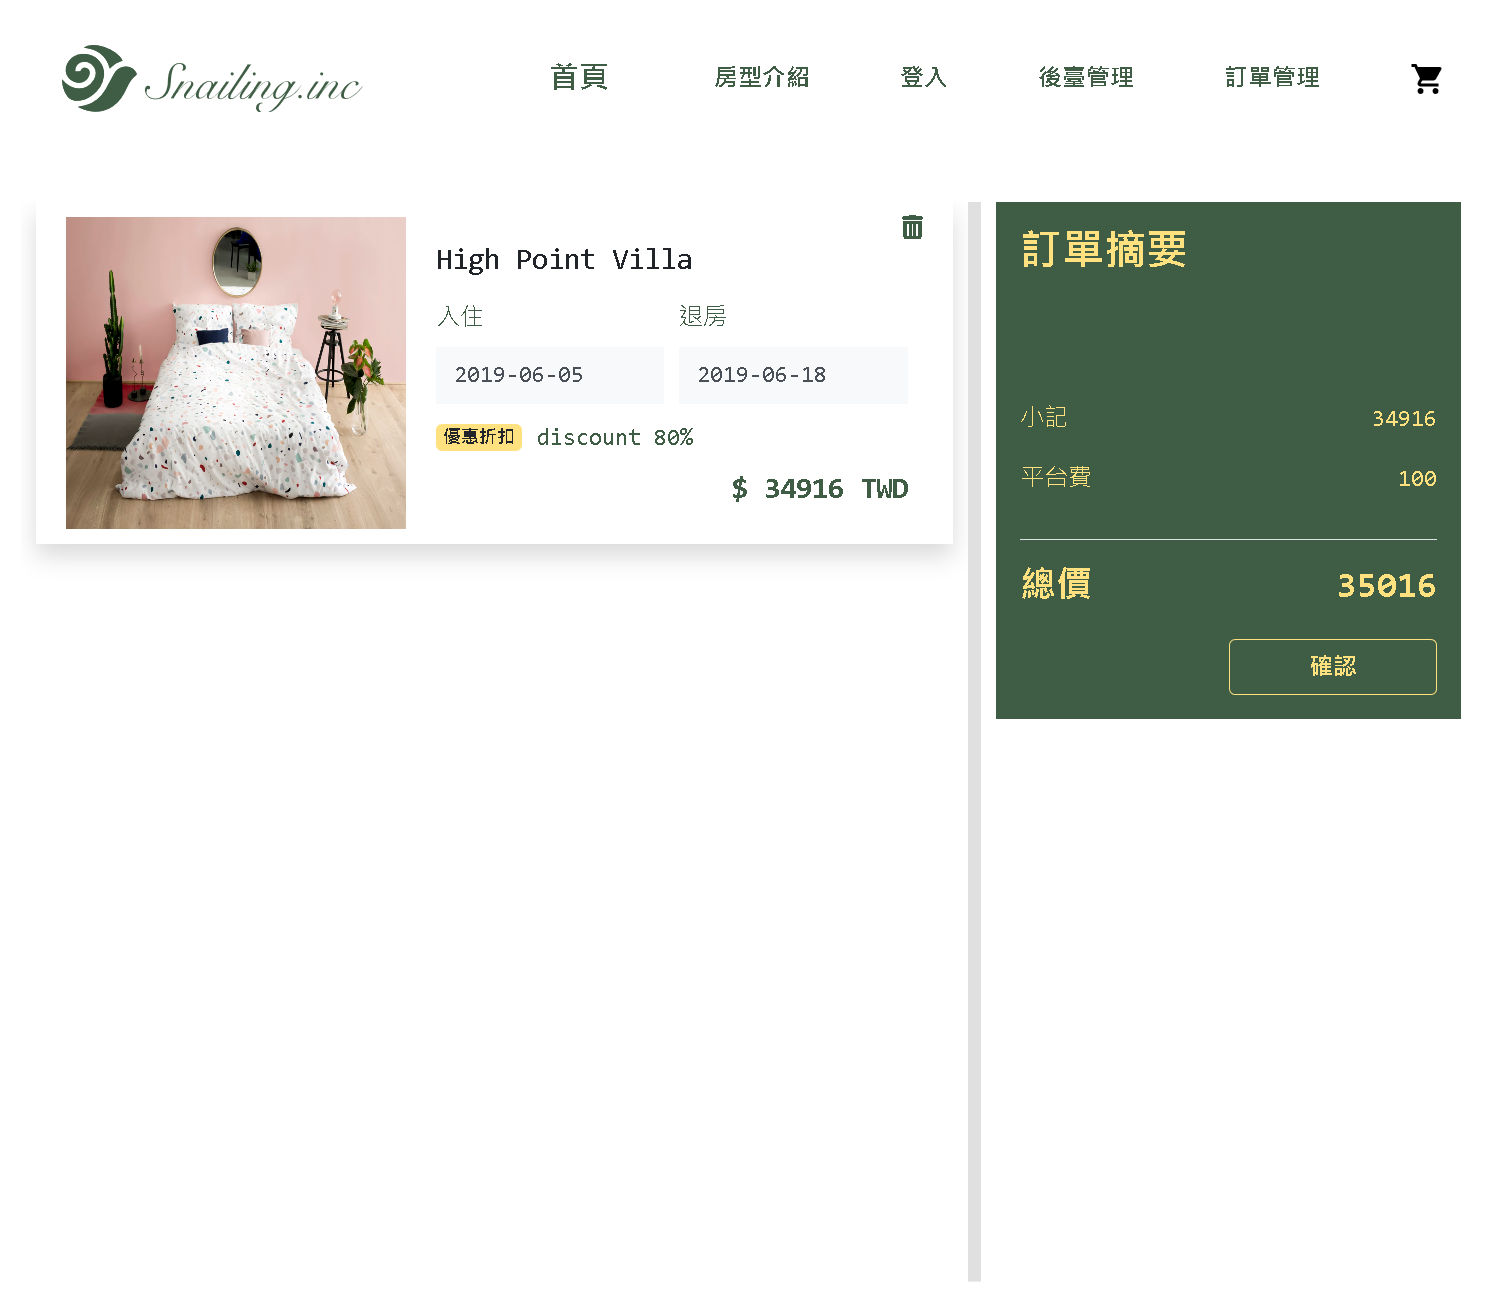 Snailing.inc 首頁 房型介紹 登入 後臺管理 訂單管理
High Point Villa
入住 退房
2019-06-05 2019-06-18
優惠折扣 discount 80%
$ 34916 TWD
訂單摘要
小記 34916
平台費 100
總價 35016
確認